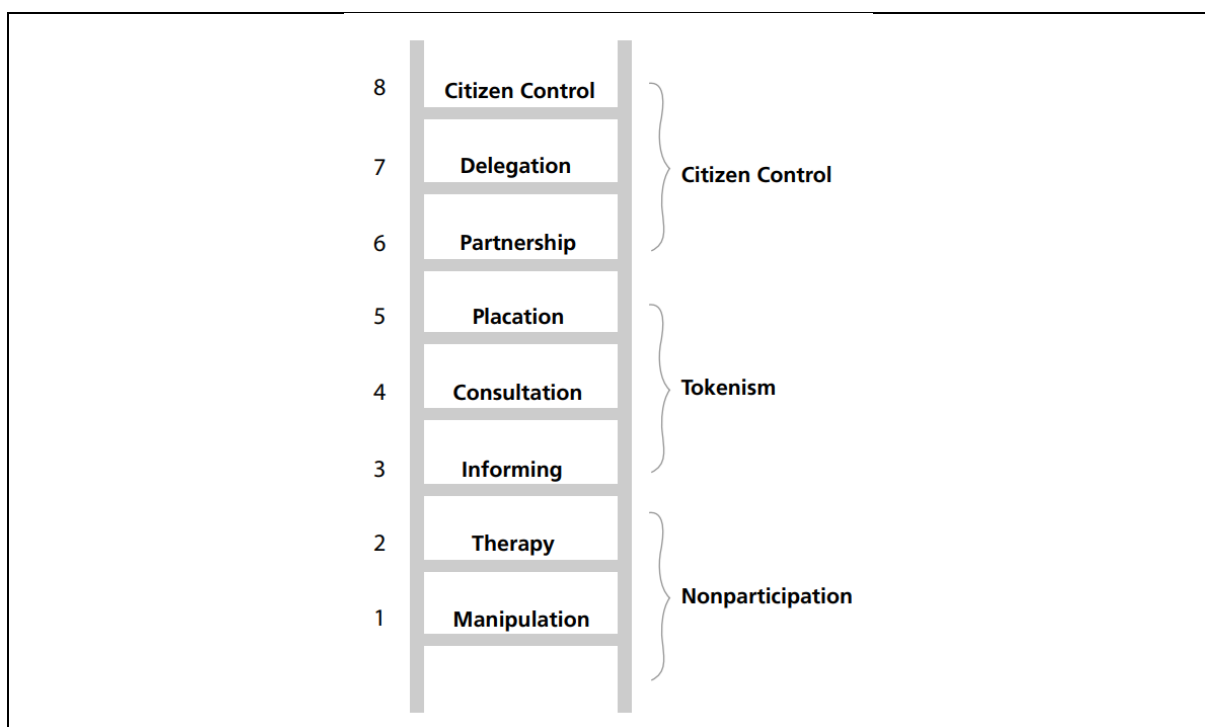 8 Citizen Control
7 Delegation
Citizen Control
6 Partnership
5 Placation
4 Consultation
Tokenism
3 Informing
2 Therapy
Nonparticipation
1 Manipulation